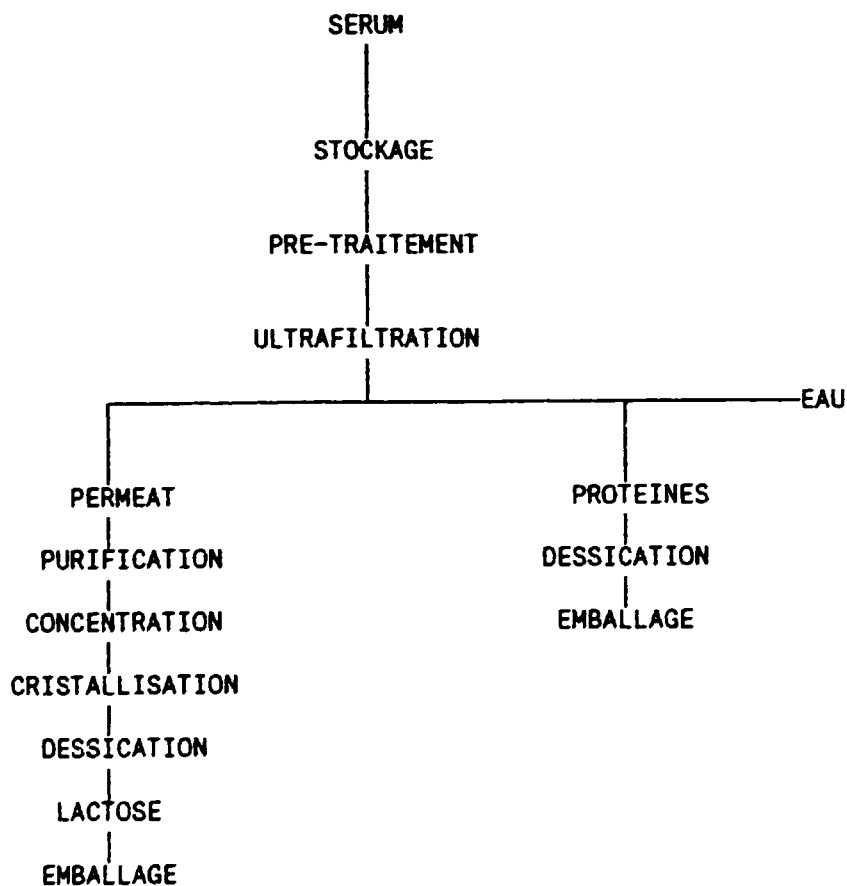 SERUM
STOCKAGE
PRE-TRAITEMENT
ULTRAFILTRATION
EAU
PERMEAT
PROTEINES
PURIFICATION
DESSICATION
CONCENTRATION
EMBALLAGE
CRISTALLISATION
DESSICATION
LACTOSE
EMBALLAGE